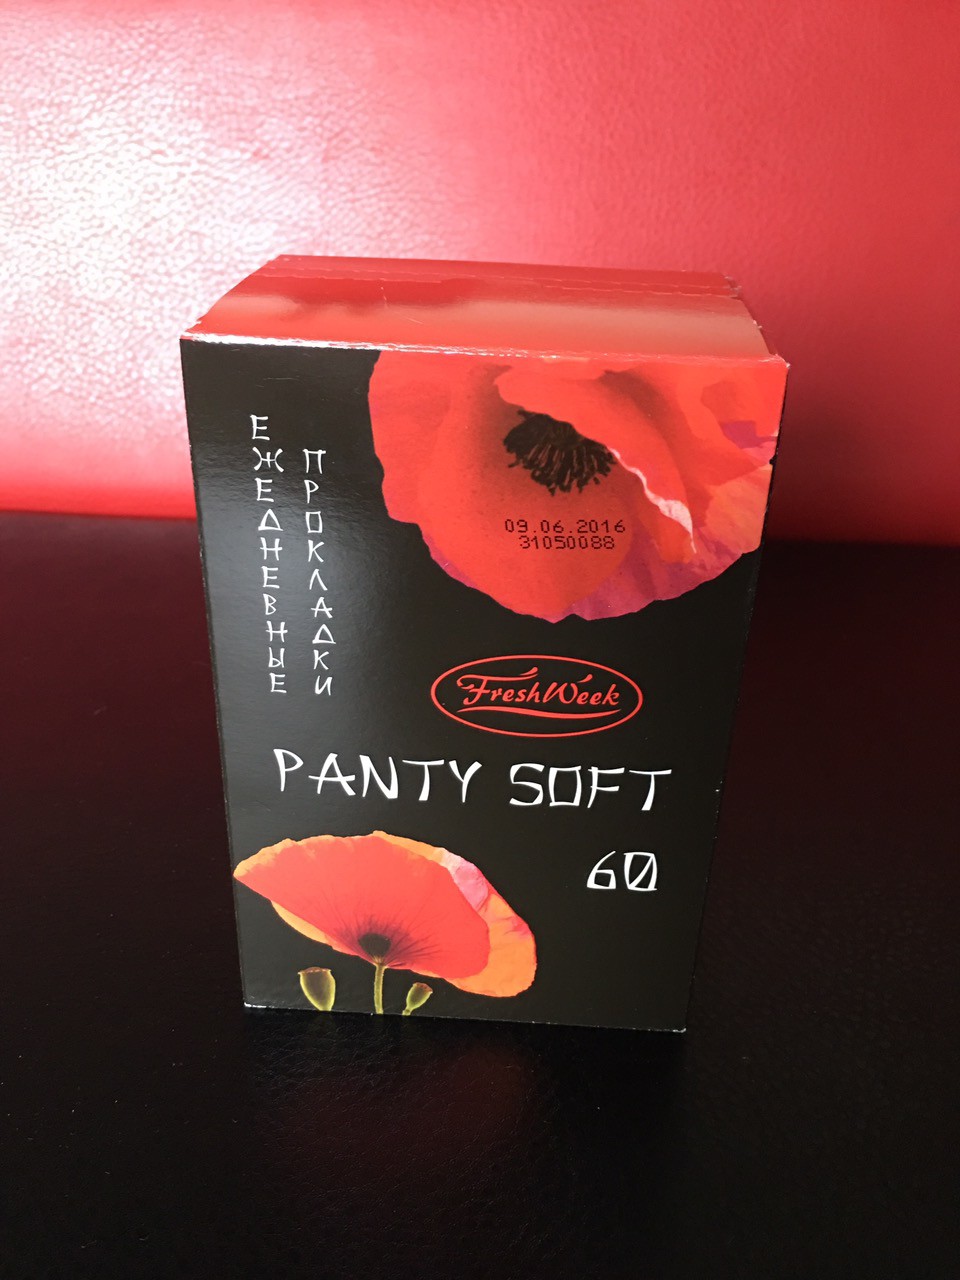 ЕЖЕДНЕВНЫЕ
ПРОКЛАДКИ
09.06.2016
31050088
FreshWeek
PANTY SOFT
60